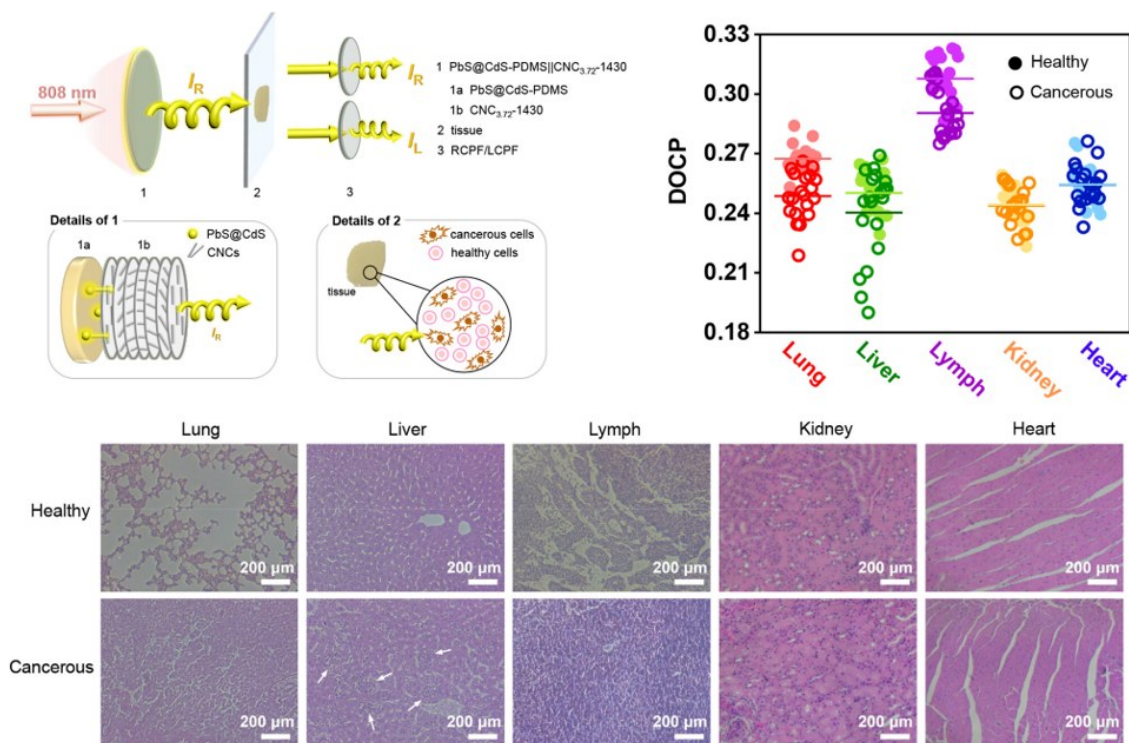 808 nm
I_R
1
2
3
I_R
I_L
1 PbS@CdS-PDMS||CNC₃.₇₂-1430
1a PbS@CdS-PDMS
1b CNC₃.₇₂-1430
2 tissue
3 RCPF/LCPF
Details of 1
1a 1b
PbS@CdS
CNCs
I_R
Details of 2
cancerous cells
healthy cells
tissue
DOCP
0.33
0.30
0.27
0.24
0.21
0.18
Healthy
Cancerous
Lung Liver Lymph Kidney Heart
Lung Liver Lymph Kidney Heart
Healthy
200 µm 200 µm 200 µm 200 µm 200 µm
Cancerous
200 µm 200 µm 200 µm 200 µm 200 µm